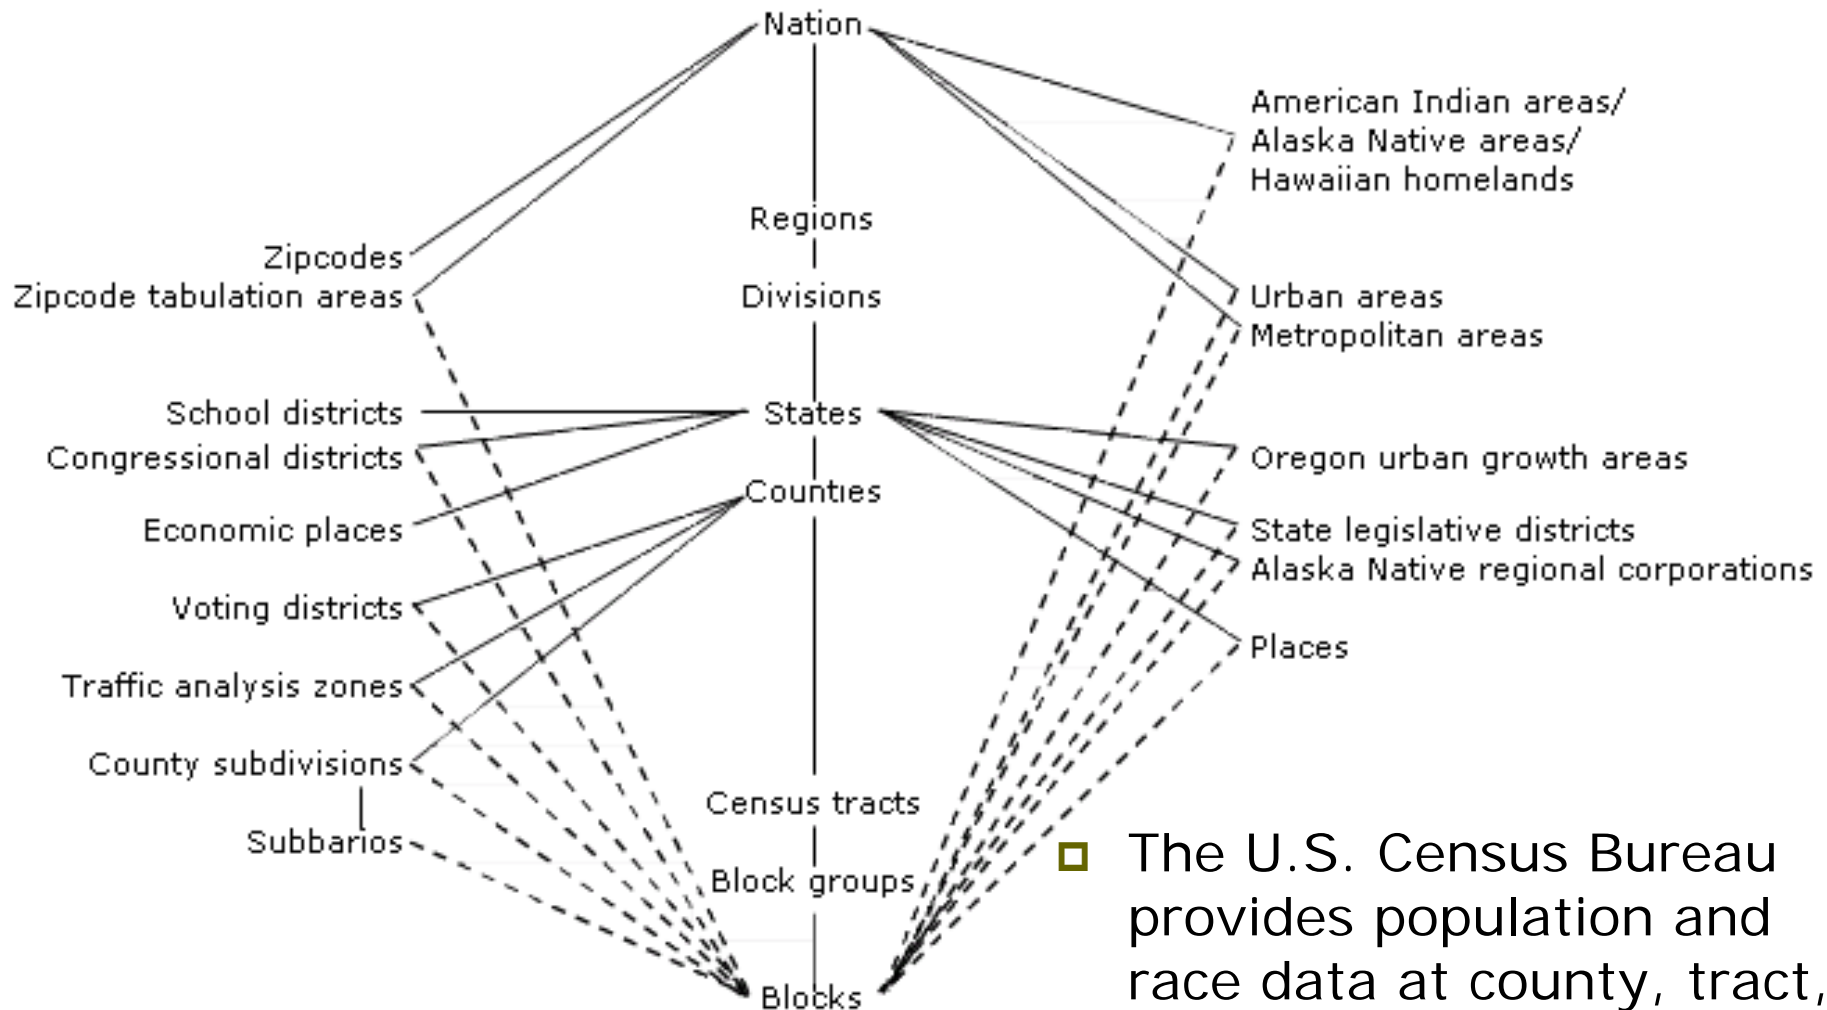 Nation
American Indian areas/
Alaska Native areas/
Hawaiian homelands
Regions
Zipcodes
Zipcode tabulation areas
Divisions
Urban areas
Metropolitan areas
School districts
States
Congressional districts
Oregon urban growth areas
Counties
Economic places
State legislative districts
Alaska Native regional corporations
Voting districts
Places
Traffic analysis zones
County subdivisions
Census tracts
Subbarios
Block groups
Blocks
The U.S. Census Bureau
provides population and
race data at county, tract,